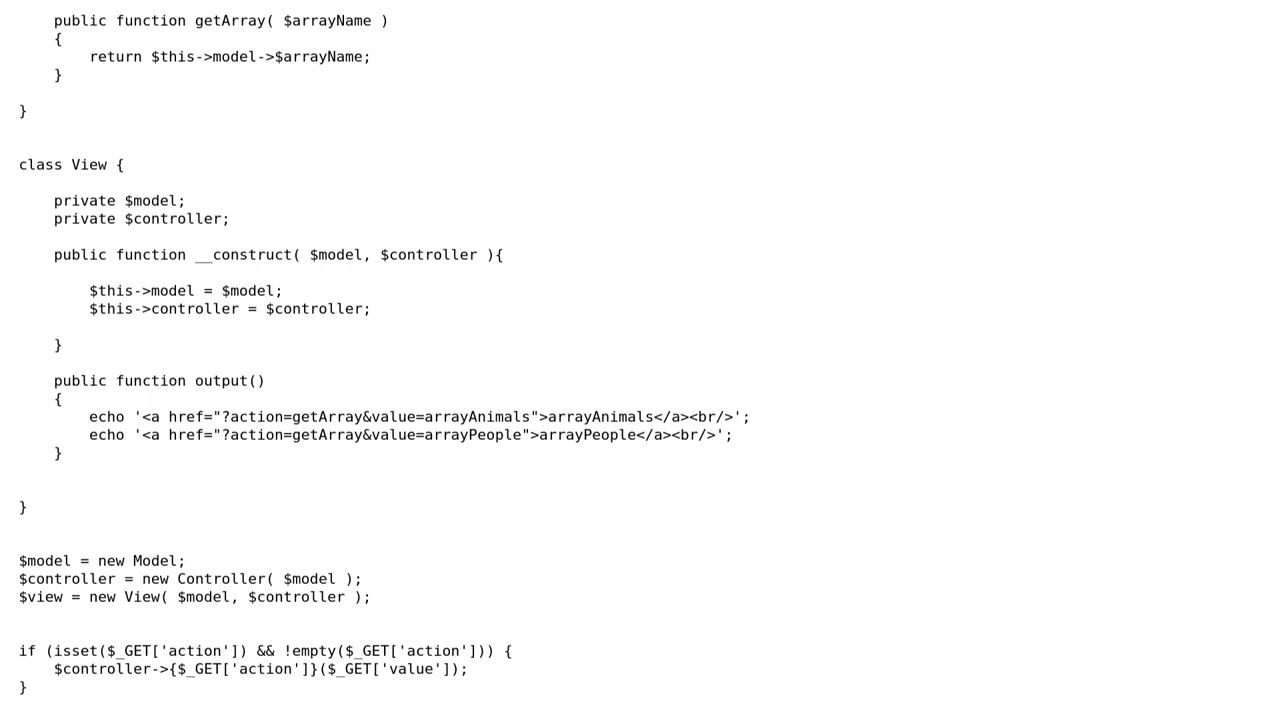 public function getArray( $arrayName )
    {
        return $this->model->$arrayName;
    }

}


class View {

    private $model;
    private $controller;

    public function __construct( $model, $controller ){

        $this->model = $model;
        $this->controller = $controller;

    }

    public function output()
    {
        echo '<a href="?action=getArray&value=arrayAnimals">arrayAnimals</a><br/>';
        echo '<a href="?action=getArray&value=arrayPeople">arrayPeople</a><br/>';
    }


}


$model = new Model;
$controller = new Controller( $model );
$view = new View( $model, $controller );


if (isset($_GET['action']) && !empty($_GET['action'])) {
    $controller->{$_GET['action']}($_GET['value']);
}